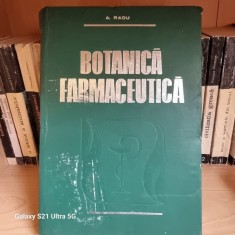 A. RADU
BOTANICĂ
FARMACEUTICĂ
Galaxy S21 Ultra 5G